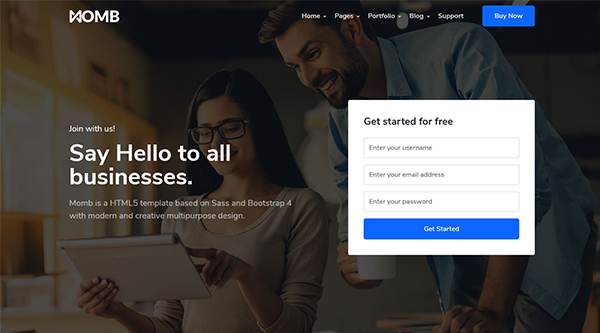 MOMB
Home Pages Portfolio Blog Support Buy Now
Join with us!
Say Hello to all
businesses.
Momb is a HTML5 template based on Sass and Bootstrap 4
with modern and creative multipurpose design.
Get started for free
Enter your username
Enter your email address
Enter your password
Get Started